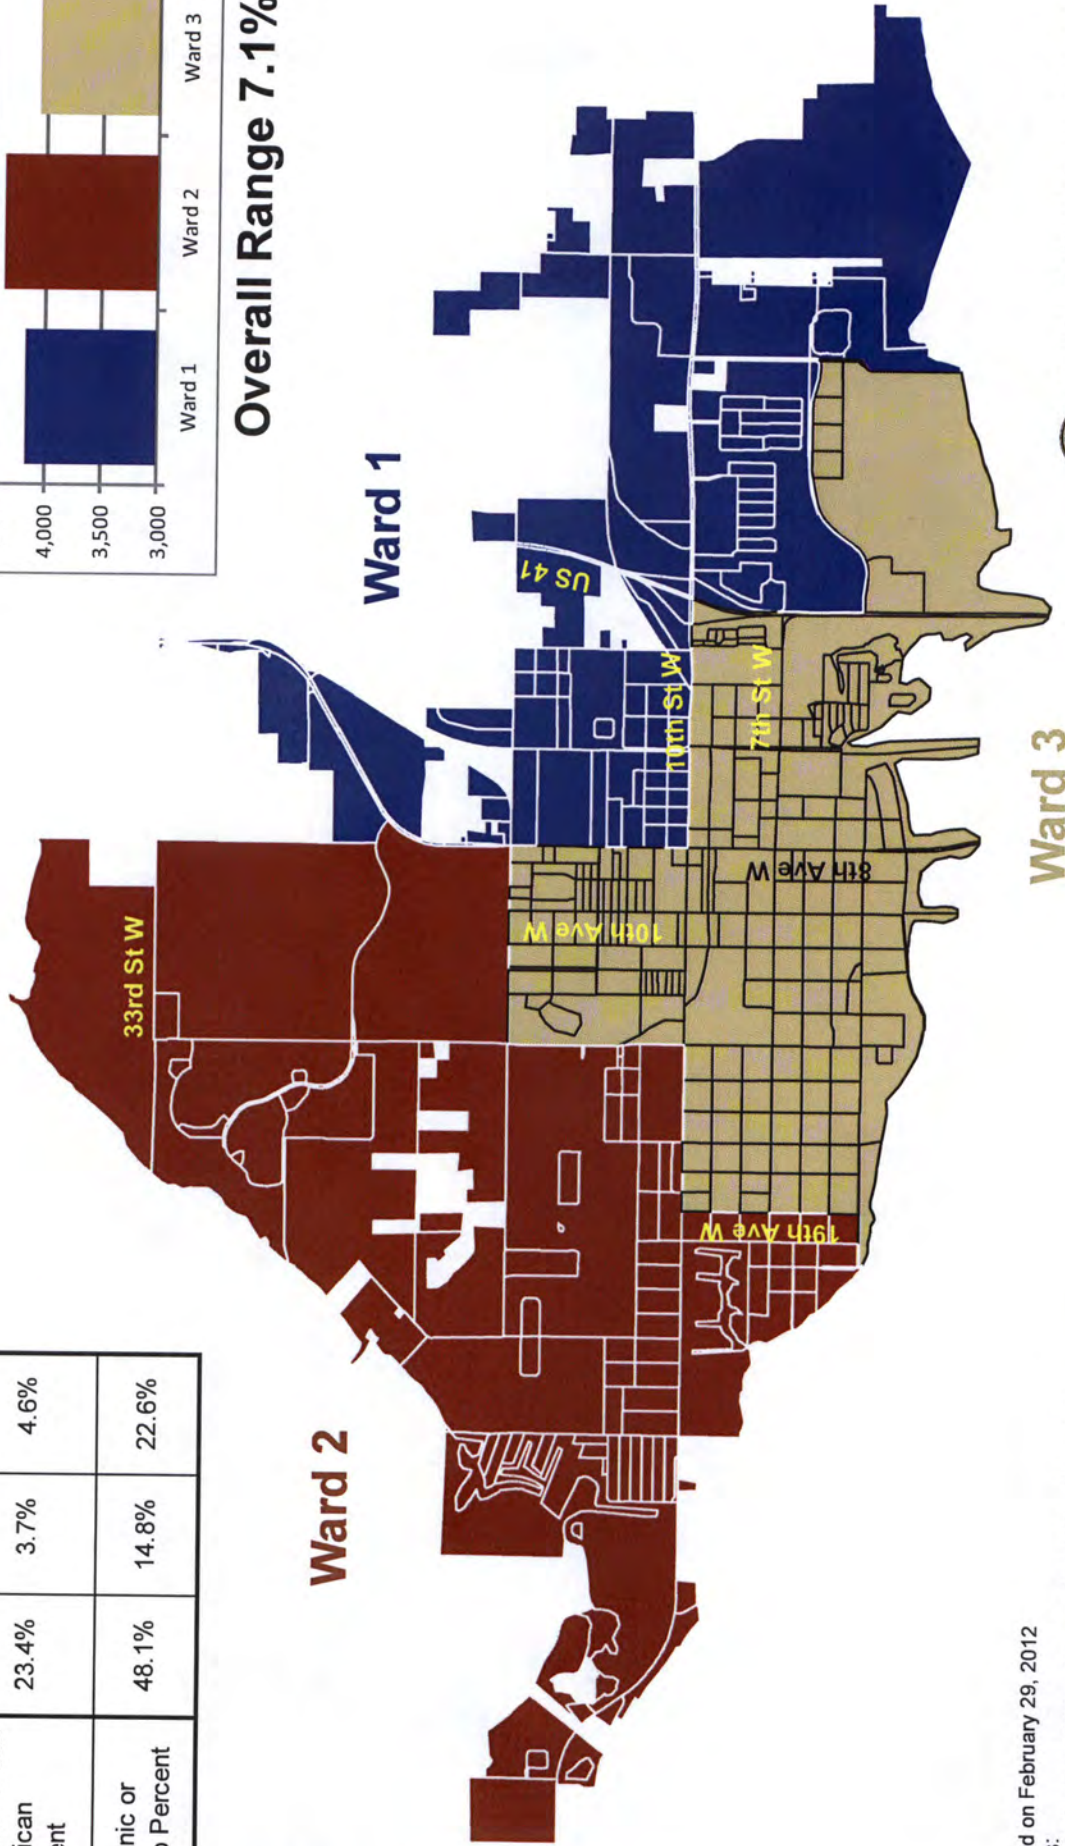 ican
ent
23.4%
3.7%
4.6%
nic or
Percent
48.1%
14.8%
22.6%
4,000
3,500
3,000
Ward 1
Ward 2
Ward 3
Overall Range 7.1%
Ward 1
Ward 2
Ward 3
33rd St W
US 41
10th St W
7th St W
10th Ave W
8th Ave W
19th Ave W
d on February 29, 2012
s: